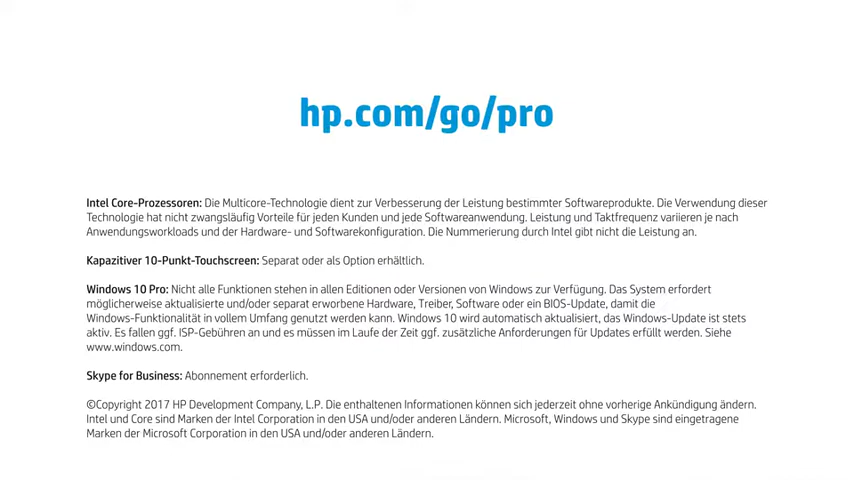 hp.com/go/pro
Intel Core-Prozessoren: Die Multicore-Technologie dient zur Verbesserung der Leistung bestimmter Softwareprodukte. Die Verwendung dieser
Technologie hat nicht zwangsläufig Vorteile für jeden Kunden und jede Softwareanwendung. Leistung und Taktfrequenz variieren je nach
Anwendungsworkloads und der Hardware- und Softwarekonfiguration. Die Nummerierung durch Intel gibt nicht die Leistung an.
Kapazitiver 10-Punkt-Touchscreen: Separat oder als Option erhältlich.
Windows 10 Pro: Nicht alle Funktionen stehen in allen Editionen oder Versionen von Windows zur Verfügung. Das System erfordert
möglicherweise aktualisierte und/oder separat erworbene Hardware, Treiber, Software oder ein BIOS-Update, damit die
Windows-Funktionalität in vollem Umfang genutzt werden kann. Windows 10 wird automatisch aktualisiert, das Windows-Update ist stets
aktiv. Es fallen ggf. ISP-Gebühren an und es müssen im Laufe der Zeit ggf. zusätzliche Anforderungen für Updates erfüllt werden. Siehe
www.windows.com.
Skype for Business: Abonnement erforderlich.
©Copyright 2017 HP Development Company, L.P. Die enthaltenen Informationen können sich jederzeit ohne vorherige Ankündigung ändern.
Intel und Core sind Marken der Intel Corporation in den USA und/oder anderen Ländern. Microsoft, Windows und Skype sind eingetragene
Marken der Microsoft Corporation in den USA und/oder anderen Ländern.